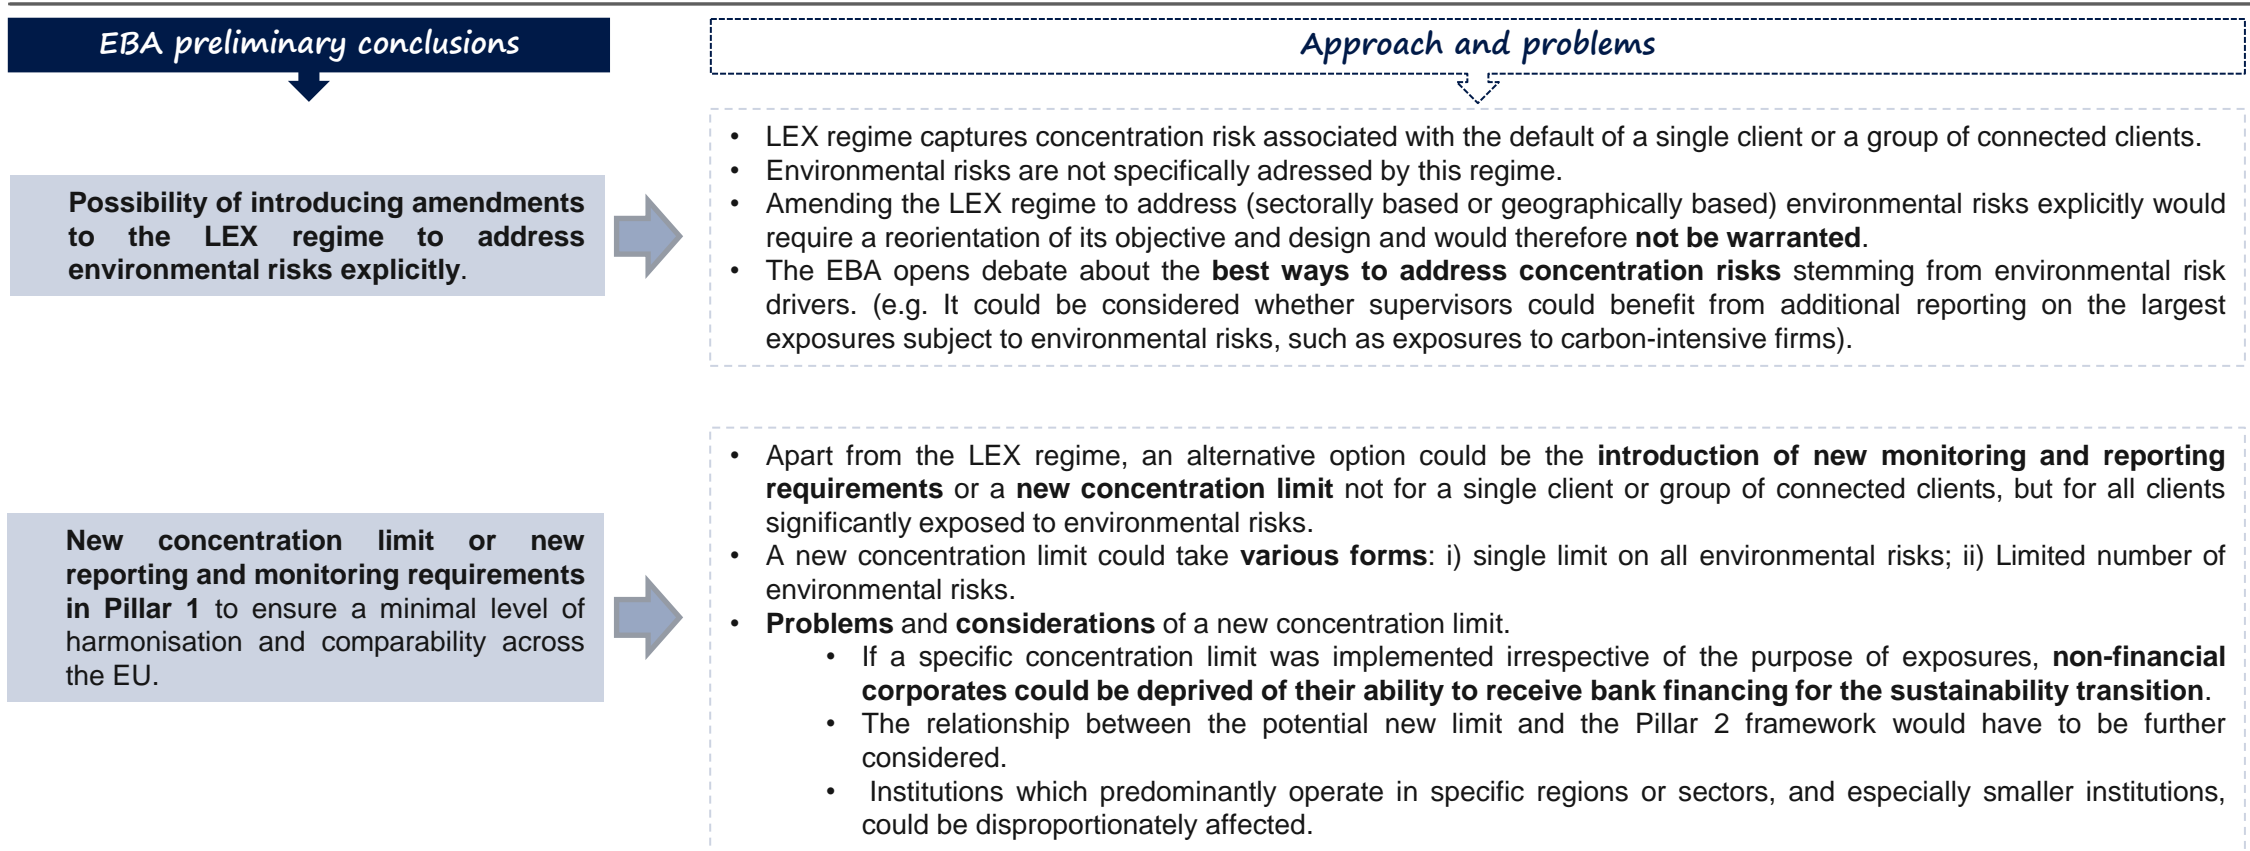 EBA preliminary conclusions
Approach and problems
Possibility of introducing amendments
to the LEX regime to address
environmental risks explicitly.
• LEX regime captures concentration risk associated with the default of a single client or a group of connected clients.
• Environmental risks are not specifically adressed by this regime.
• Amending the LEX regime to address (sectorally based or geographically based) environmental risks explicitly would
require a reorientation of its objective and design and would therefore not be warranted.
• The EBA opens debate about the best ways to address concentration risks stemming from environmental risk
drivers. (e.g. It could be considered whether supervisors could benefit from additional reporting on the largest
exposures subject to environmental risks, such as exposures to carbon-intensive firms).
New concentration limit or new
reporting and monitoring requirements
in Pillar 1 to ensure a minimal level of
harmonisation and comparability across
the EU.
• Apart from the LEX regime, an alternative option could be the introduction of new monitoring and reporting
requirements or a new concentration limit not for a single client or group of connected clients, but for all clients
significantly exposed to environmental risks.
• A new concentration limit could take various forms: i) single limit on all environmental risks; ii) Limited number of
environmental risks.
• Problems and considerations of a new concentration limit.
• If a specific concentration limit was implemented irrespective of the purpose of exposures, non-financial
corporates could be deprived of their ability to receive bank financing for the sustainability transition.
• The relationship between the potential new limit and the Pillar 2 framework would have to be further
considered.
• Institutions which predominantly operate in specific regions or sectors, and especially smaller institutions,
could be disproportionately affected.